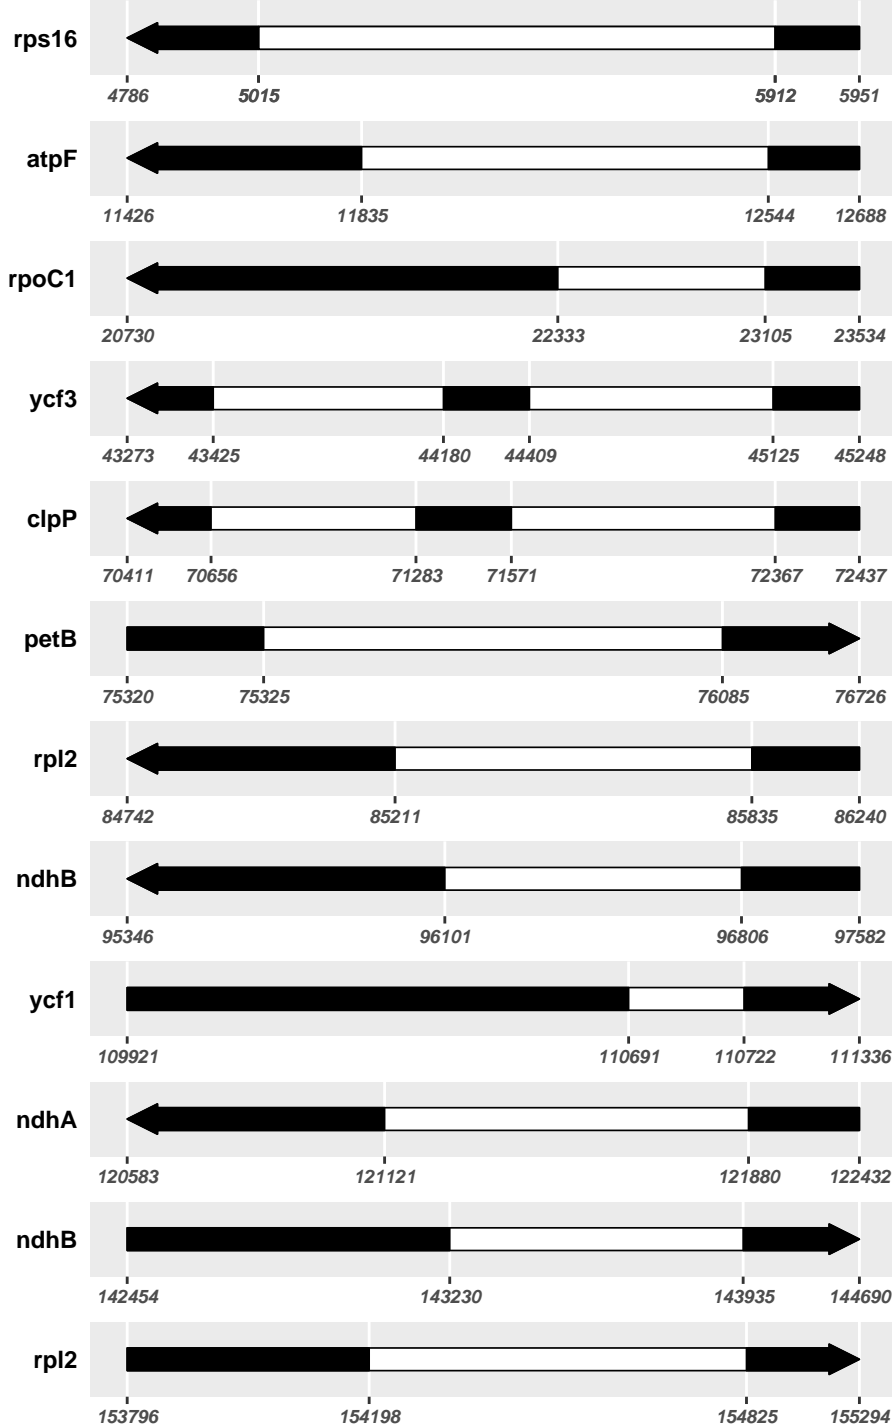 rps16
4786 5015 5912 5951
atpF
11426 11835 12544 12688
rpoC1
20730 22333 23105 23534
ycf3
43273 43425 44180 44409 45125 45248
clpP
70411 70656 71283 71571 72367 72437
petB
75320 75325 76085 76726
rpl2
84742 85211 85835 86240
ndhB
95346 96101 96806 97582
ycf1
109921 110691 110722 111336
ndhA
120583 121121 121880 122432
ndhB
142454 143230 143935 144690
rpl2
153796 154198 154825 155294